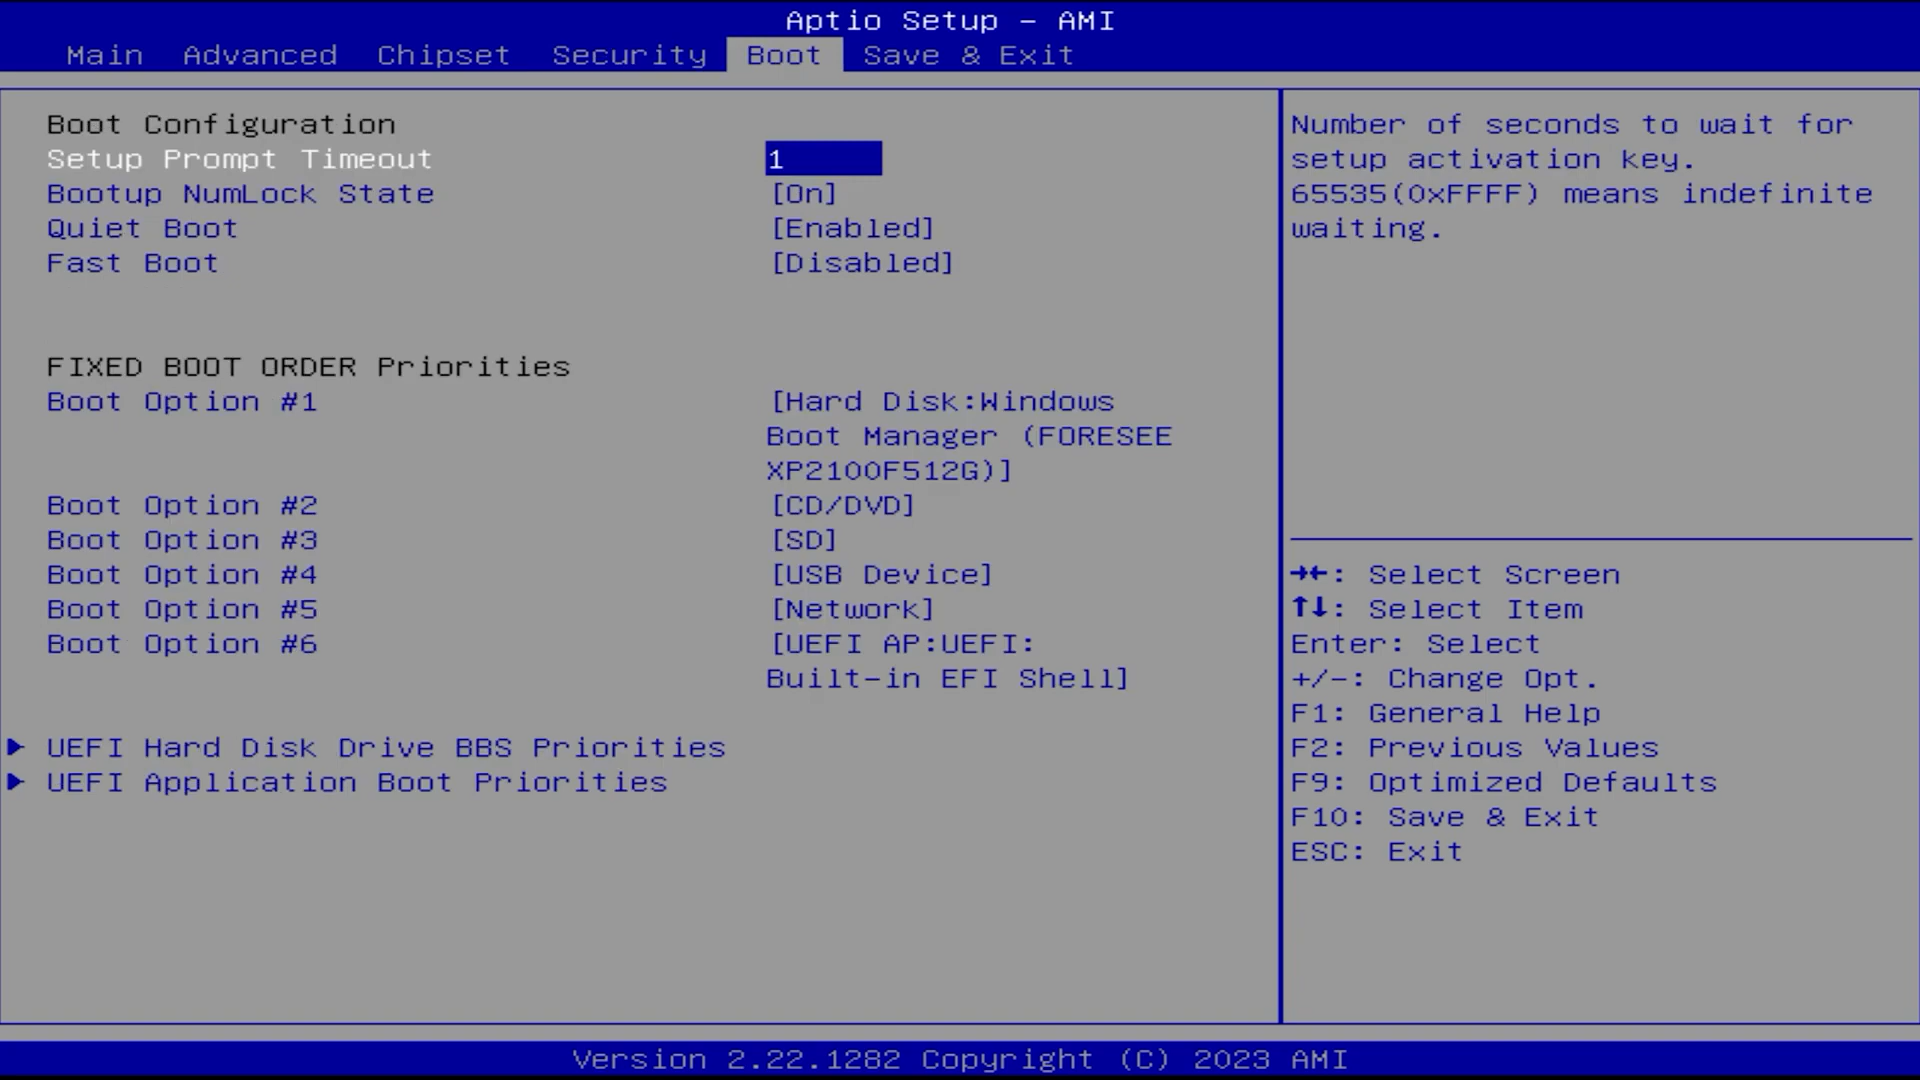 Aptio Setup – AMI
Main Advanced Chipset Security Boot Save & Exit
Boot Configuration
Setup Prompt Timeout 1
Bootup NumLock State [On]
Quiet Boot [Enabled]
Fast Boot [Disabled]
FIXED BOOT ORDER Priorities
Boot Option #1 [Hard Disk:Windows
Boot Manager (FORESEE
XP2100F512G)]
Boot Option #2 [CD/DVD]
Boot Option #3 [SD]
Boot Option #4 [USB Device]
Boot Option #5 [Network]
Boot Option #6 [UEFI AP:UEFI:
Built-in EFI Shell]
UEFI Hard Disk Drive BBS Priorities
UEFI Application Boot Priorities
Number of seconds to wait for
setup activation key.
65535(0xFFFF) means indefinite
waiting.
→←: Select Screen
↑↓: Select Item
Enter: Select
+/-: Change Opt.
F1: General Help
F2: Previous Values
F9: Optimized Defaults
F10: Save & Exit
ESC: Exit
Version 2.22.1282 Copyright (C) 2023 AMI